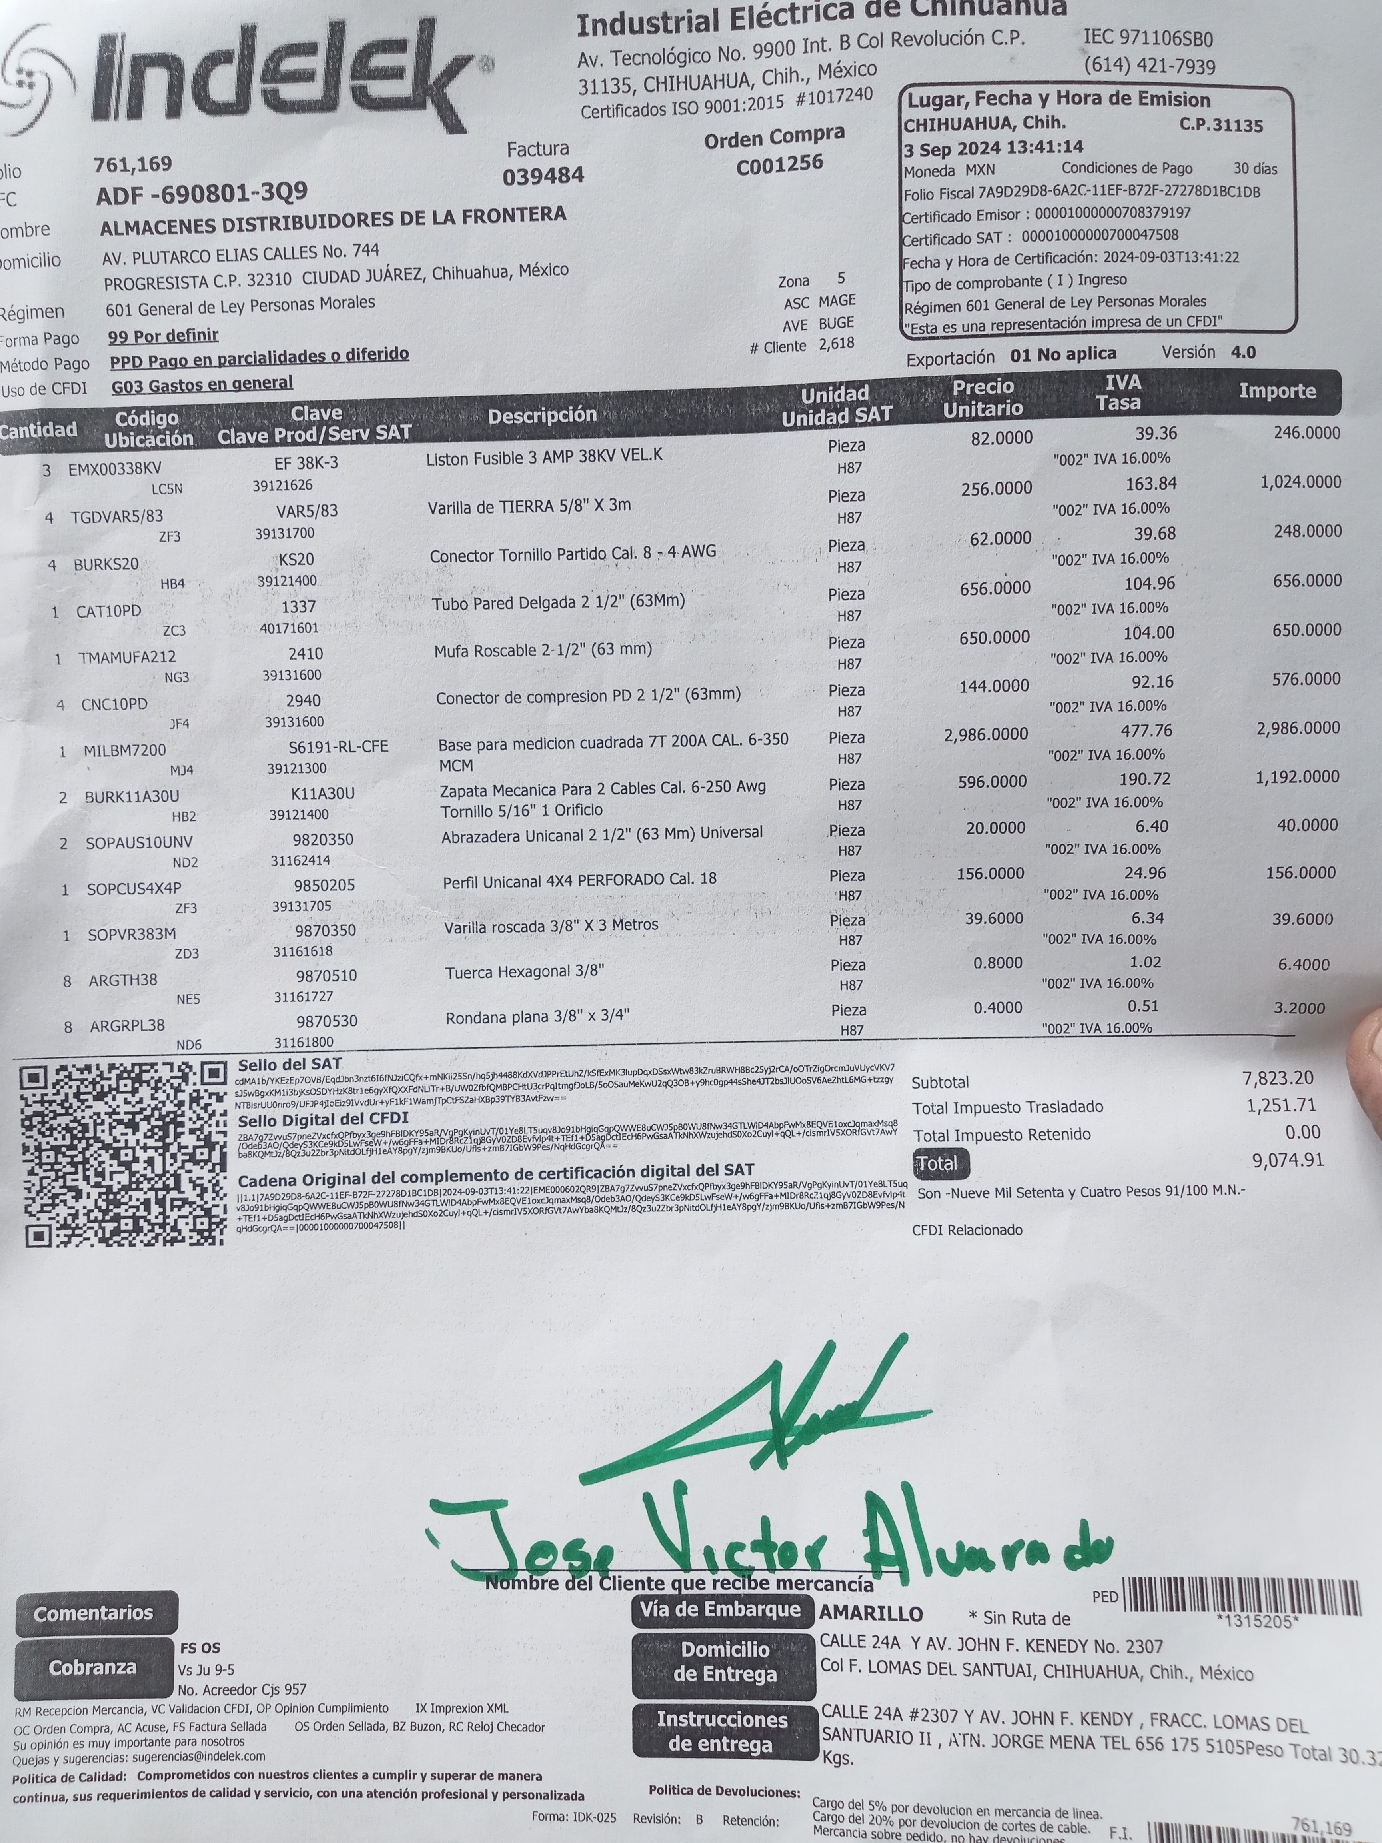 Indelek®
Industrial Eléctrica de Chihuahua
Av. Tecnológico No. 9900 Int. B Col Revolución C.P.
31135, CHIHUAHUA, Chih., México
Certificados ISO 9001:2015 #1017240
IEC 971106SB0
(614) 421-7939
Lugar, Fecha y Hora de Emision
CHIHUAHUA, Chih. C.P.31135
3 Sep 2024 13:41:14
Moneda MXN Condiciones de Pago 30 días
Folio Fiscal 7A9D29D8-6A2C-11EF-B72F-27278D1BC1DB
Certificado Emisor : 00001000000708379197
Certificado SAT : 00001000000700047508
Fecha y Hora de Certificación: 2024-09-03T13:41:22
Tipo de comprobante ( I ) Ingreso
Régimen 601 General de Ley Personas Morales
"Esta es una representación impresa de un CFDI"
Exportación 01 No aplica Versión 4.0
olio 761,169
Factura
039484
Orden Compra
C001256
FC ADF -690801-3Q9
ombre ALMACENES DISTRIBUIDORES DE LA FRONTERA
omicilio AV. PLUTARCO ELIAS CALLES No. 744
PROGRESISTA C.P. 32310 CIUDAD JUÁREZ, Chihuahua, México
Régimen 601 General de Ley Personas Morales
Forma Pago 99 Por definir
Método Pago PPD Pago en parcialidades o diferido
Uso de CFDI G03 Gastos en general
Zona 5
ASC MAGE
AVE BUGE
# Cliente 2,618
Cantidad Código Clave Descripción Unidad Precio IVA Importe
Ubicación Clave Prod/Serv SAT Unidad SAT Unitario Tasa
3 EMX00338KV EF 38K-3 Liston Fusible 3 AMP 38KV VEL.K Pieza 82.0000 39.36 246.0000
LC5N 39121626 H87 "002" IVA 16.00%
4 TGDVAR5/83 VAR5/83 Varilla de TIERRA 5/8" X 3m Pieza 256.0000 163.84 1,024.0000
ZF3 39131700 H87 "002" IVA 16.00%
4 BURKS20 KS20 Conector Tornillo Partido Cal. 8 - 4 AWG Pieza 62.0000 39.68 248.0000
HB4 39121400 H87 "002" IVA 16.00%
1 CAT10PD 1337 Tubo Pared Delgada 2 1/2" (63Mm) Pieza 656.0000 104.96 656.0000
ZC3 40171601 H87 "002" IVA 16.00%
1 TMAMUFA212 2410 Mufa Roscable 2-1/2" (63 mm) Pieza 650.0000 104.00 650.0000
NG3 39131600 H87 "002" IVA 16.00%
4 CNC10PD 2940 Conector de compresion PD 2 1/2" (63mm) Pieza 144.0000 92.16 576.0000
JF4 39131600 H87 "002" IVA 16.00%
1 MILBM7200 S6191-RL-CFE Base para medicion cuadrada 7T 200A CAL. 6-350 Pieza 2,986.0000 477.76 2,986.0000
MJ4 39121300 MCM H87 "002" IVA 16.00%
2 BURK11A30U K11A30U Zapata Mecanica Para 2 Cables Cal. 6-250 Awg Pieza 596.0000 190.72 1,192.0000
HB2 39121400 Tornillo 5/16" 1 Orificio H87 "002" IVA 16.00%
2 SOPAUS10UNV 9820350 Abrazadera Unicanal 2 1/2" (63 Mm) Universal Pieza 20.0000 6.40 40.0000
ND2 31162414 H87 "002" IVA 16.00%
1 SOPCUS4X4P 9850205 Perfil Unicanal 4X4 PERFORADO Cal. 18 Pieza 156.0000 24.96 156.0000
ZF3 39131705 H87 "002" IVA 16.00%
1 SOPVR383M 9870350 Varilla roscada 3/8" X 3 Metros Pieza 39.6000 6.34 39.6000
ZD3 31161618 H87 "002" IVA 16.00%
8 ARGTH38 9870510 Tuerca Hexagonal 3/8" Pieza 0.8000 1.02 6.4000
NE5 31161727 H87 "002" IVA 16.00%
8 ARGRPL38 9870530 Rondana plana 3/8" x 3/4" Pieza 0.4000 0.51 3.2000
ND6 31161800 H87 "002" IVA 16.00%
Sello del SAT
Sello Digital del CFDI
Cadena Original del complemento de certificación digital del SAT
Subtotal 7,823.20
Total Impuesto Trasladado 1,251.71
Total Impuesto Retenido 0.00
Total 9,074.91
Son -Nueve Mil Setenta y Cuatro Pesos 91/100 M.N.-
CFDI Relacionado
Jose Victor Alvarado
Nombre del Cliente que recibe mercancía
Comentarios
Cobranza
FS OS
Vs Ju 9-5
No. Acreedor Cjs 957
RM Recepcion Mercancia, VC Validacion CFDI, OP Opinion Cumplimiento IX Imprexion XML
OC Orden Compra, AC Acuse, FS Factura Sellada OS Orden Sellada, BZ Buzon, RC Reloj Checador
Su opinión es muy importante para nosotros
Quejas y sugerencias: sugerencias@indelek.com
Politica de Calidad: Comprometidos con nuestros clientes a cumplir y superar de manera
continua, sus requerimientos de calidad y servicio, con una atención profesional y personalizada
Vía de Embarque AMARILLO * Sin Ruta de
PED *1315205*
Domicilio de Entrega
CALLE 24A Y AV. JOHN F. KENEDY No. 2307
Col F. LOMAS DEL SANTUAI, CHIHUAHUA, Chih., México
Instrucciones de entrega
CALLE 24A #2307 Y AV. JOHN F. KENDY , FRACC. LOMAS DEL
SANTUARIO II , ATN. JORGE MENA TEL 656 175 5105Peso Total 30.32
Kgs.
Politica de Devoluciones:
Cargo del 5% por devolucion en mercancia de linea.
Cargo del 20% por devolucion de cortes de cable.
Mercancia sobre pedido, no hay devoluciones
Forma: IDK-025 Revisión: B Retención:
F.I. 761,169